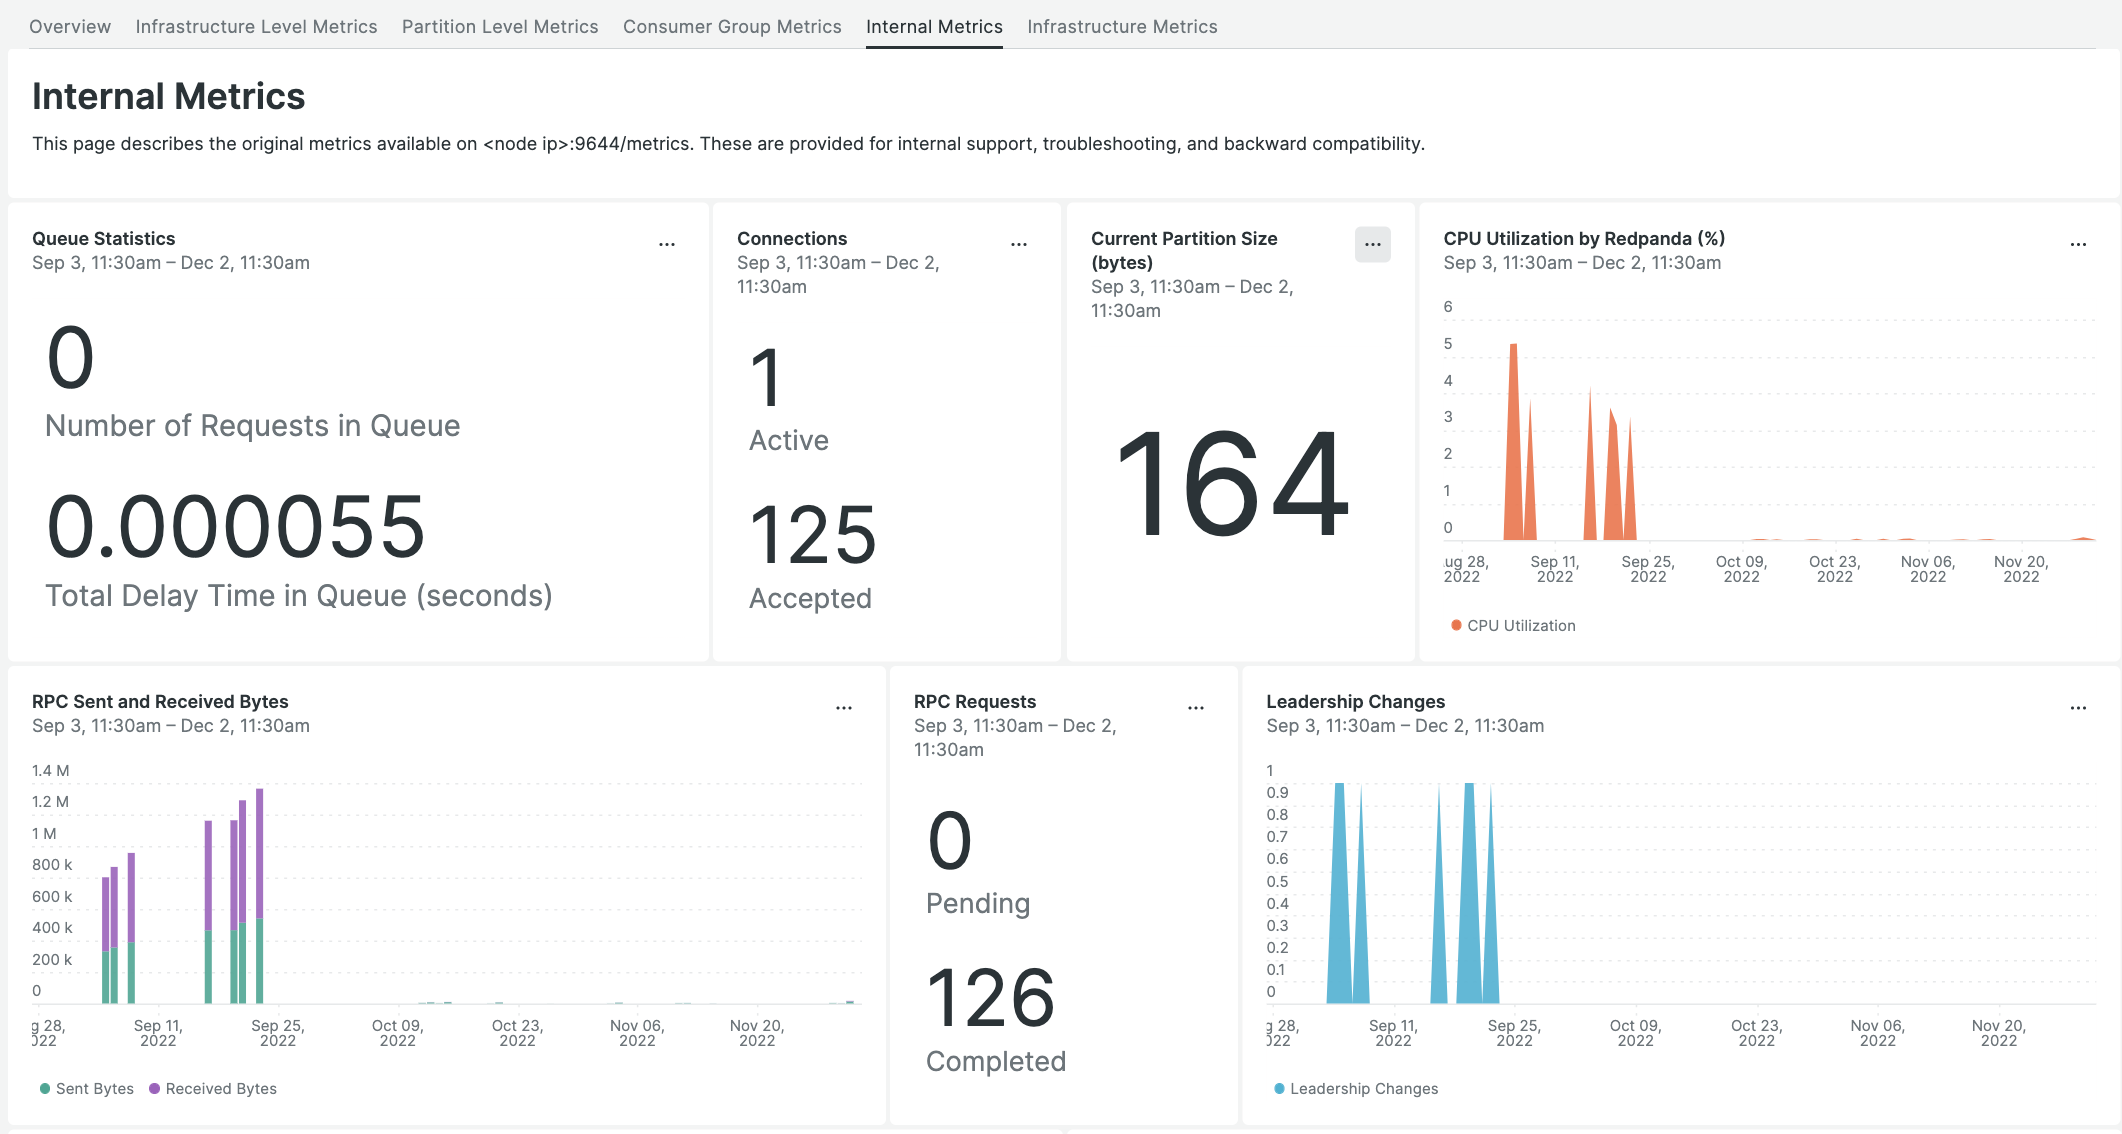 Overview Infrastructure Level Metrics Partition Level Metrics Consumer Group Metrics Internal Metrics Infrastructure Metrics
Internal Metrics
This page describes the original metrics available on <node ip>:9644/metrics. These are provided for internal support, troubleshooting, and backward compatibility.
Queue Statistics
Sep 3, 11:30am – Dec 2, 11:30am
...
0
Number of Requests in Queue
0.000055
Total Delay Time in Queue (seconds)
Connections
Sep 3, 11:30am – Dec 2,
11:30am
...
1
Active
125
Accepted
Current Partition Size
(bytes)
Sep 3, 11:30am – Dec 2,
11:30am
...
164
CPU Utilization by Redpanda (%)
Sep 3, 11:30am – Dec 2, 11:30am
...
6
5
4
3
2
1
0
ug 28, Sep 11, Sep 25, Oct 09, Oct 23, Nov 06, Nov 20,
2022 2022 2022 2022 2022 2022 2022
CPU Utilization
RPC Sent and Received Bytes
Sep 3, 11:30am – Dec 2, 11:30am
...
1.4 M
1.2 M
1 M
800 k
600 k
400 k
200 k
0
g 28, Sep 11, Sep 25, Oct 09, Oct 23, Nov 06, Nov 20,
022 2022 2022 2022 2022 2022 2022
Sent Bytes Received Bytes
RPC Requests
Sep 3, 11:30am – Dec 2,
11:30am
...
0
Pending
126
Completed
Leadership Changes
Sep 3, 11:30am – Dec 2, 11:30am
...
1
0.9
0.8
0.7
0.6
0.5
0.4
0.3
0.2
0.1
0
g 28, Sep 11, Sep 25, Oct 09, Oct 23, Nov 06, Nov 20,
022 2022 2022 2022 2022 2022 2022
Leadership Changes